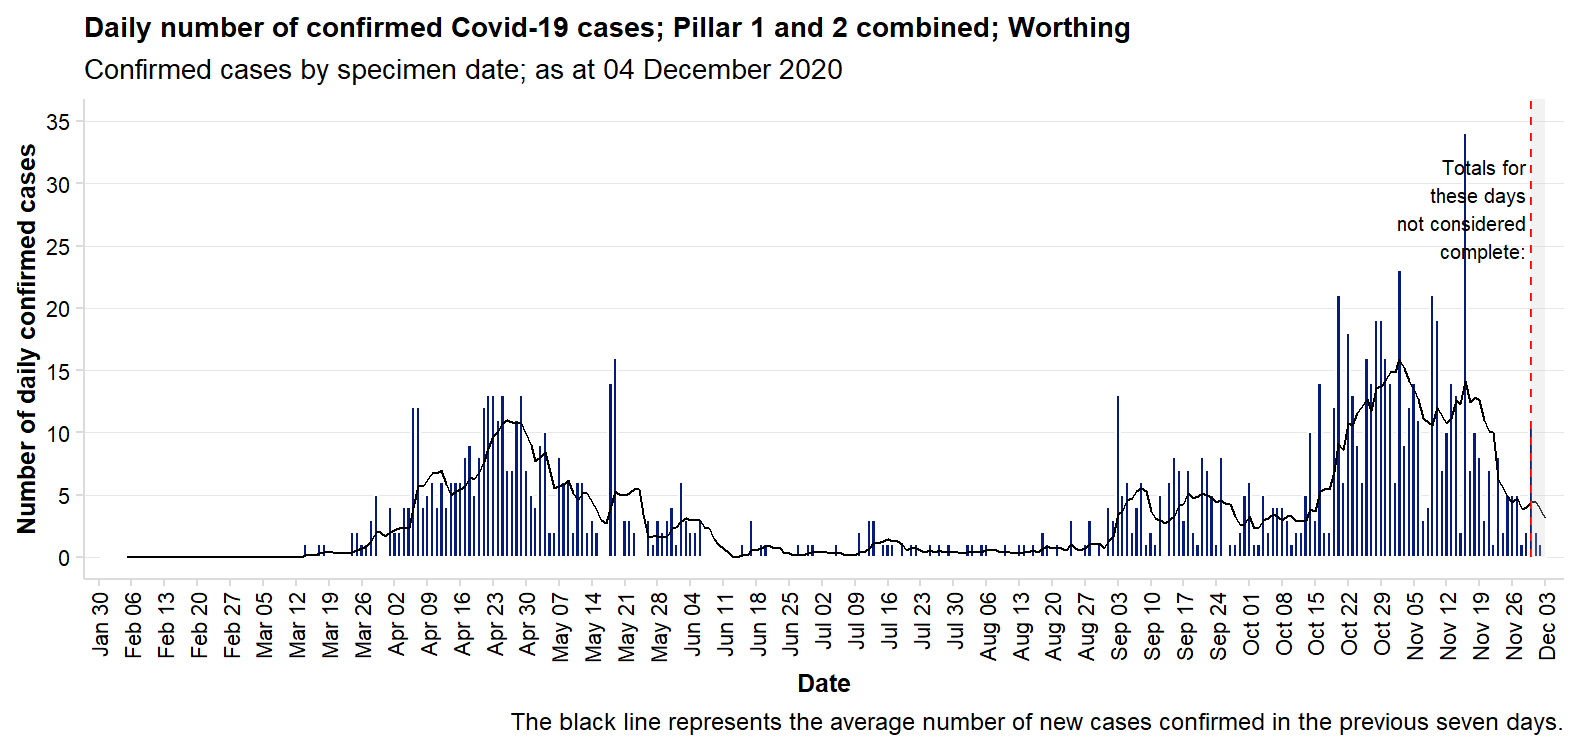 Daily number of confirmed Covid-19 cases; Pillar 1 and 2 combined; Worthing
Confirmed cases by specimen date; as at 04 December 2020
Number of daily confirmed cases
35
30
25
20
15
10
5
0
Totals for
these days
not considered
complete:
Jan 30
Feb 06
Feb 13
Feb 20
Feb 27
Mar 05
Mar 12
Mar 19
Mar 26
Apr 02
Apr 09
Apr 16
Apr 23
Apr 30
May 07
May 14
May 21
May 28
Jun 04
Jun 11
Jun 18
Jun 25
Jul 02
Jul 09
Jul 16
Jul 23
Jul 30
Aug 06
Aug 13
Aug 20
Aug 27
Sep 03
Sep 10
Sep 17
Sep 24
Oct 01
Oct 08
Oct 15
Oct 22
Oct 29
Nov 05
Nov 12
Nov 19
Nov 26
Dec 03
Date
The black line represents the average number of new cases confirmed in the previous seven days.